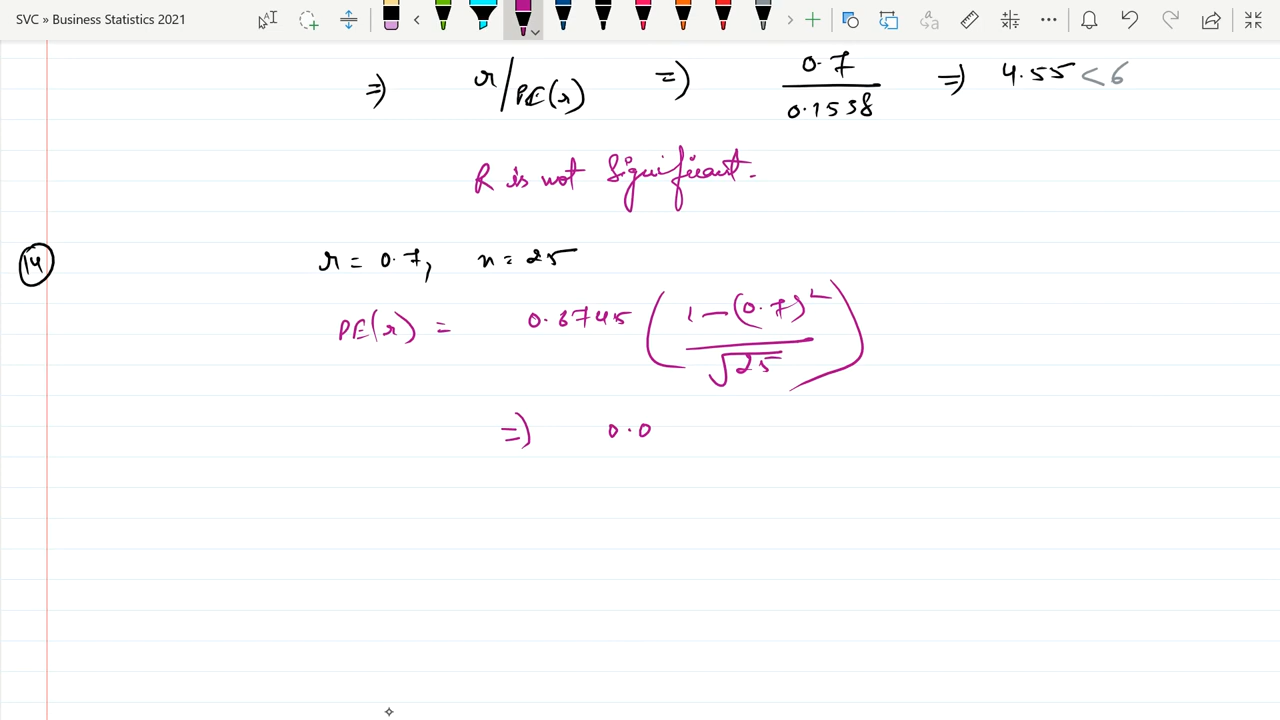 SVC » Business Statistics 2021
=> r/PE(r) => 0.7/0.1538 => 4.55 < 6
R is not Significant.
14 r = 0.7, n = 25
PE(r) = 0.6745 (1-(0.7)²/√25)
=> 0.0